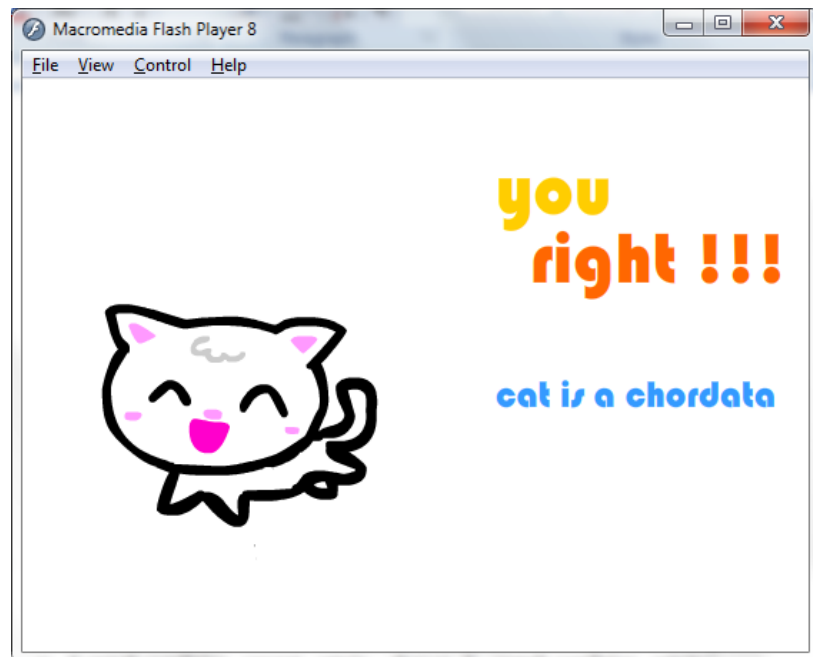 Macromedia Flash Player 8
File View Control Help
you
right !!!
cat is a chordata